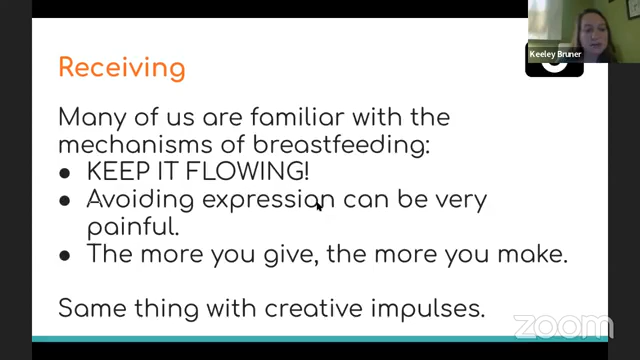 Receiving
Keeley Bruner
Many of us are familiar with the
mechanisms of breastfeeding:
● KEEP IT FLOWING!
● Avoiding expression can be very
painful.
● The more you give, the more you make.
Same thing with creative impulses.
zoom